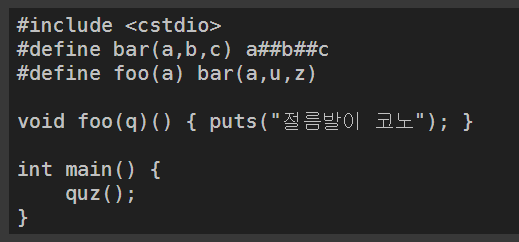 #include <cstdio>
#define bar(a,b,c) a##b##c
#define foo(a) bar(a,u,z)
void foo(q)() { puts("절름발이 코노"); }
int main() {
quz();
}